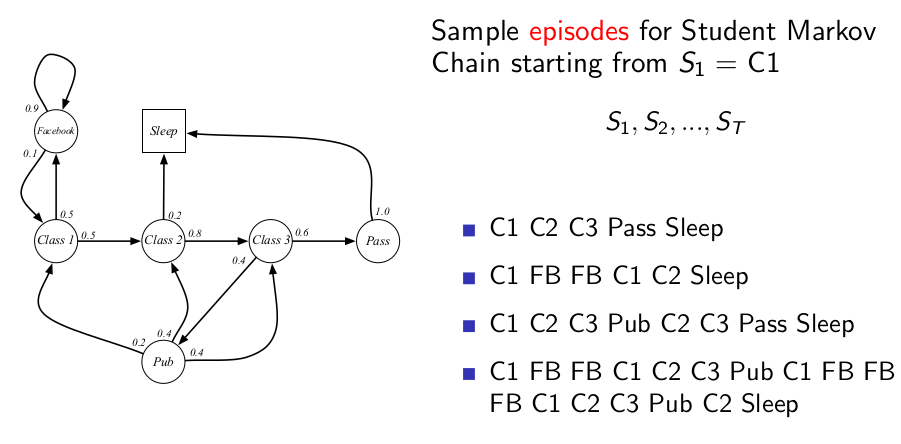 Sample episodes for Student Markov
Chain starting from S1 = C1
S1, S2, ..., ST
C1 C2 C3 Pass Sleep
C1 FB FB C1 C2 Sleep
C1 C2 C3 Pub C2 C3 Pass Sleep
C1 FB FB C1 C2 C3 Pub C1 FB FB
FB C1 C2 C3 Pub C2 Sleep
0.9
Facebook
Sleep
0.1
0.5
0.2
1.0
Class 1
0.5
Class 2
0.8
Class 3
0.6
Pass
0.4
0.4
0.2
0.4
Pub